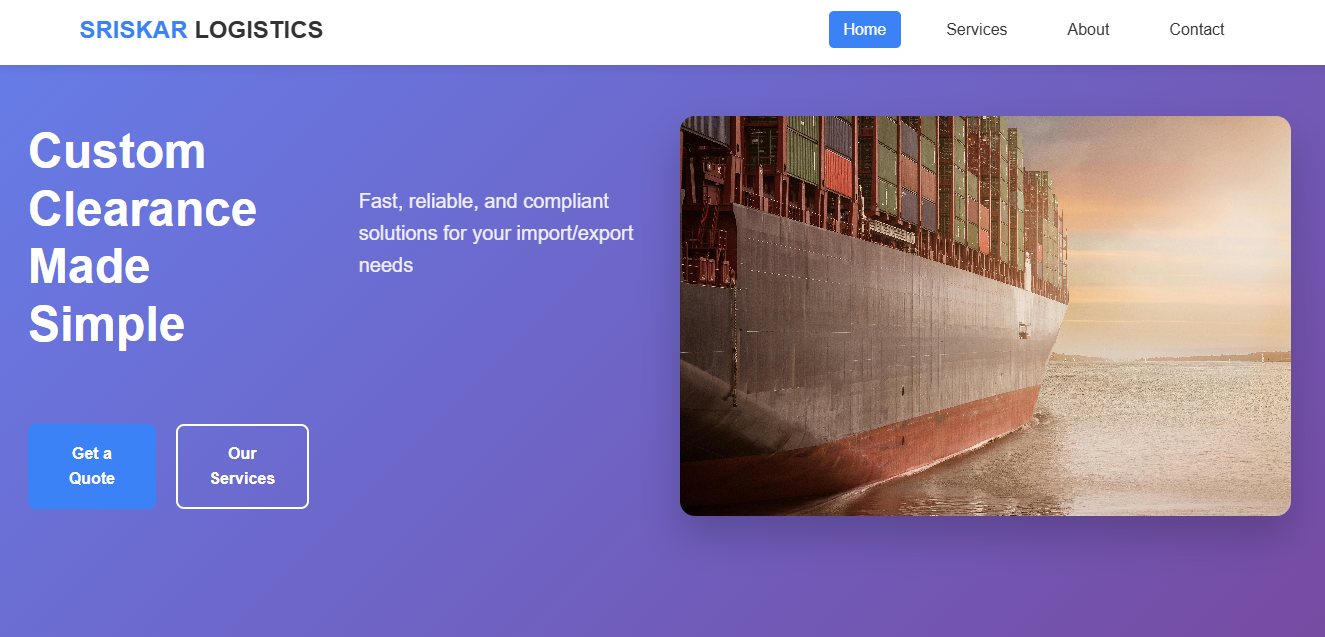 SRISKAR LOGISTICS
Home
Services
About
Contact
Custom
Clearance
Made
Simple
Fast, reliable, and compliant
solutions for your import/export
needs
Get a
Quote
Our
Services